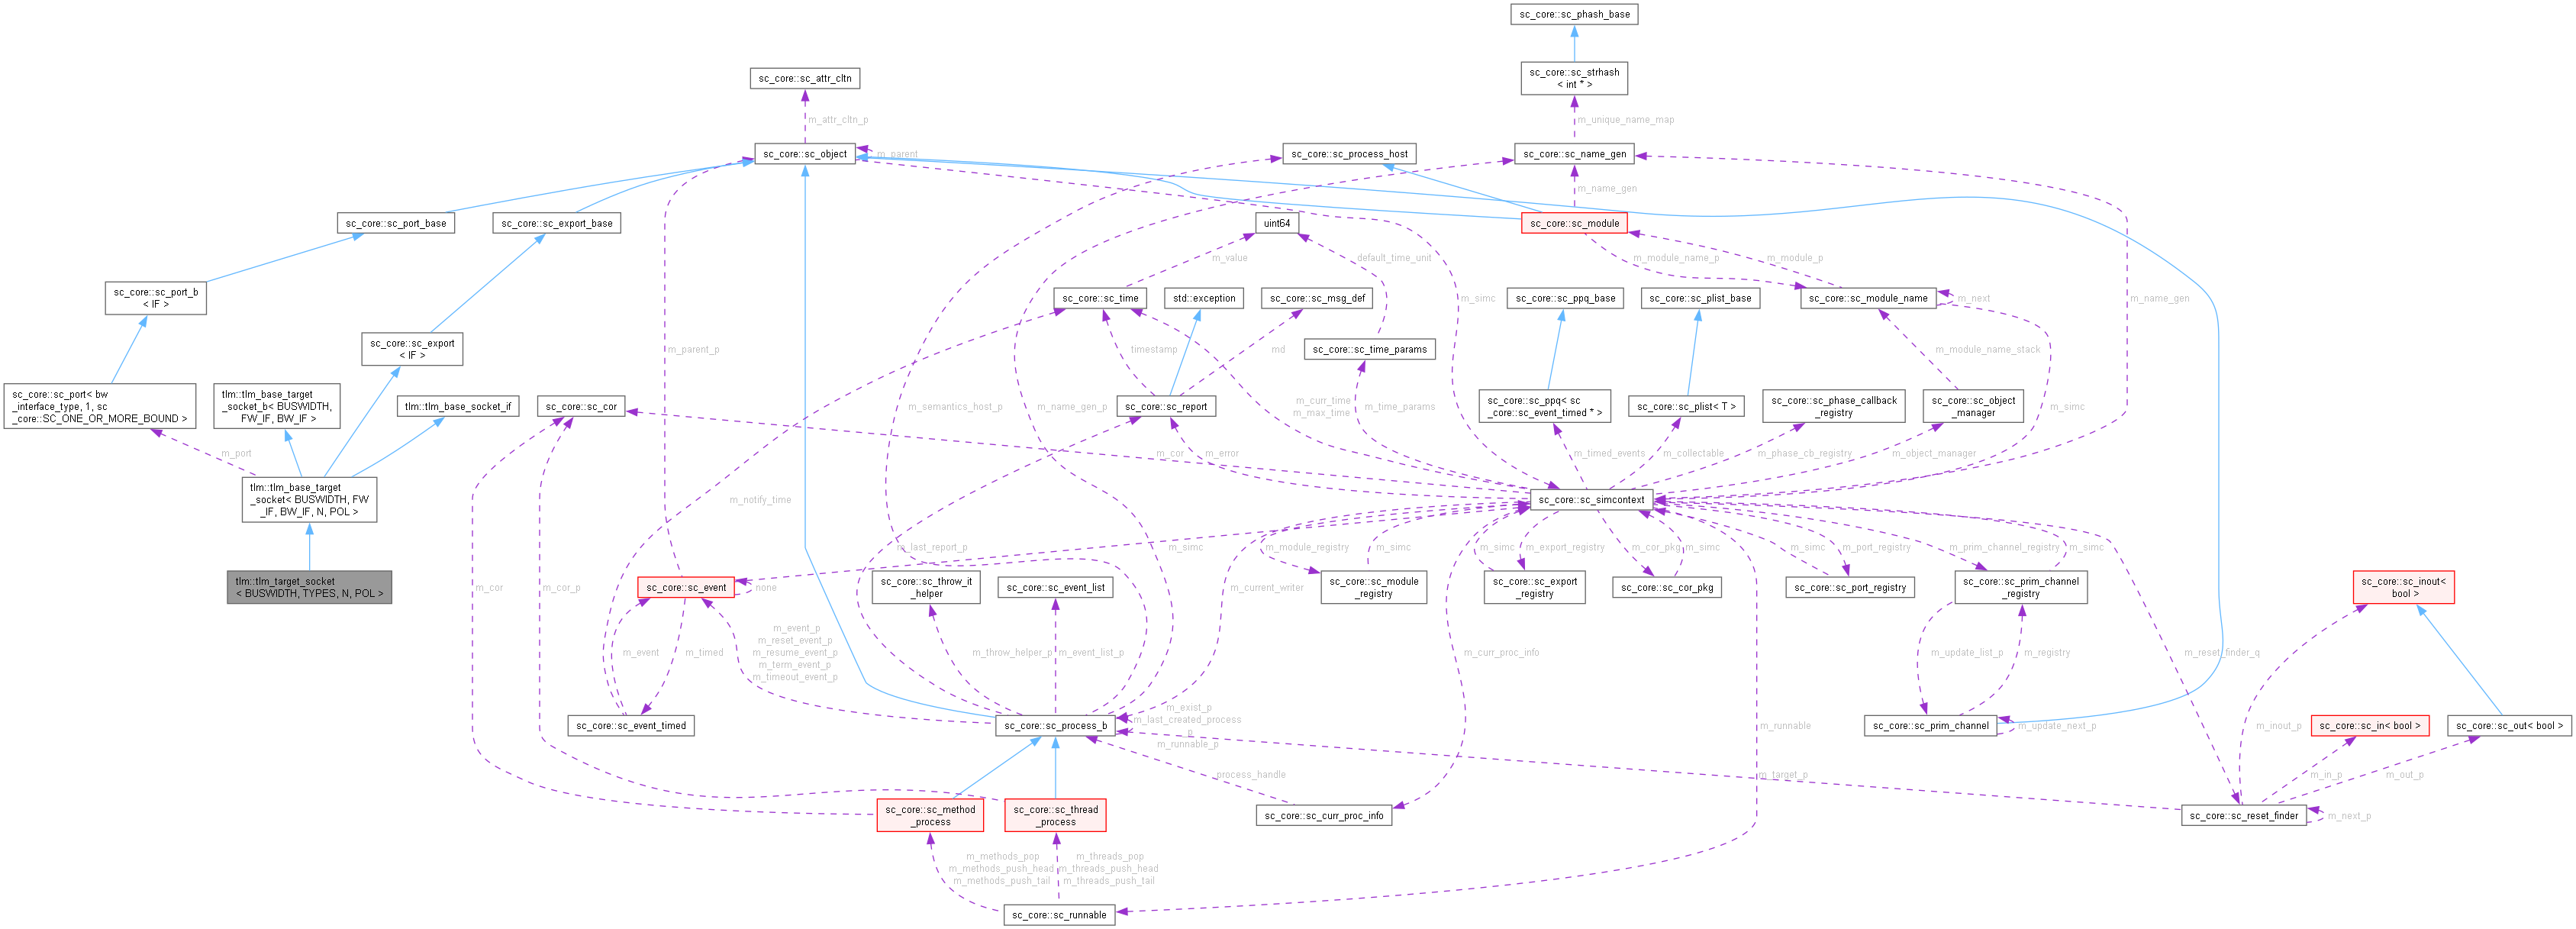 sc_core::sc_phash_base
sc_core::sc_attr_cltn
sc_core::sc_strhash
< int * >
m_attr_cltn_p
m_unique_name_map
sc_core::sc_object
m_parent
sc_core::sc_process_host
sc_core::sc_name_gen
m_name_gen
sc_core::sc_port_base
sc_core::sc_export_base
uint64
sc_core::sc_module
m_value
default_time_unit
m_module_name_p
m_module_p
sc_core::sc_port_b
< IF >
sc_core::sc_time
std::exception
sc_core::sc_msg_def
m_simc
sc_core::sc_ppq_base
sc_core::sc_plist_base
sc_core::sc_module_name
m_next
m_name_gen
sc_core::sc_export
< IF >
m_parent_p
timestamp
md
sc_core::sc_time_params
m_module_name_stack
sc_core::sc_port< bw
_interface_type, 1, sc
_core::SC_ONE_OR_MORE_BOUND >
tlm::tlm_base_target
_socket_b< BUSWIDTH,
FW_IF, BW_IF >
tlm::tlm_base_socket_if
sc_core::sc_cor
m_semantics_host_p
m_name_gen_p
sc_core::sc_report
m_curr_time
m_max_time
m_time_params
sc_core::sc_ppq< sc
_core::sc_event_timed * >
sc_core::sc_plist< T >
sc_core::sc_phase_callback
_registry
sc_core::sc_object
_manager
m_simc
m_port
m_cor
m_error
m_timed_events
m_collectable
m_phase_cb_registry
m_object_manager
tlm::tlm_base_target
_socket< BUSWIDTH, FW
_IF, BW_IF, N, POL >
m_notify_time
sc_core::sc_simcontext
m_last_report_p
m_simc
m_module_registry
m_simc
m_simc
m_export_registry
m_cor_pkg
m_simc
m_simc
m_port_registry
m_prim_channel_registry
m_simc
tlm::tlm_target_socket
< BUSWIDTH, TYPES, N, POL >
m_cor
m_cor_p
sc_core::sc_event
none
sc_core::sc_throw_it
_helper
sc_core::sc_event_list
m_current_writer
sc_core::sc_module
_registry
sc_core::sc_export
_registry
sc_core::sc_cor_pkg
sc_core::sc_port_registry
sc_core::sc_prim_channel
_registry
sc_core::sc_inout<
bool >
m_event
m_timed
m_event_p
m_reset_event_p
m_resume_event_p
m_term_event_p
m_timeout_event_p
m_throw_helper_p
m_event_list_p
m_curr_proc_info
m_update_list_p
m_registry
m_reset_finder_q
sc_core::sc_event_timed
sc_core::sc_process_b
m_exist_p
m_last_created_process
_p
m_runnable_p
m_runnable
sc_core::sc_prim_channel
m_update_next_p
m_inout_p
sc_core::sc_in< bool >
sc_core::sc_out< bool >
process_handle
m_target_p
m_in_p
m_out_p
sc_core::sc_method
_process
sc_core::sc_thread
_process
sc_core::sc_curr_proc_info
sc_core::sc_reset_finder
m_next_p
m_methods_pop
m_methods_push_head
m_methods_push_tail
m_threads_pop
m_threads_push_head
m_threads_push_tail
sc_core::sc_runnable